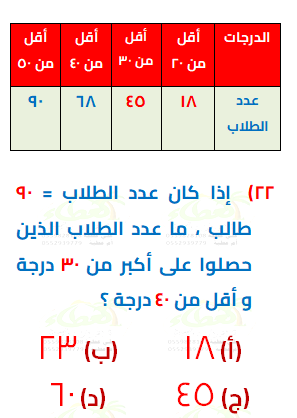 الدرجات أقل من ٢٠ أقل من ٣٠ أقل من ٤٠ أقل من ٥٠
عدد الطلاب ١٨ ٤٥ ٦٨ ٩٠
٢٢) إذا كان عدد الطلاب = ٩٠
طالب ، ما عدد الطلاب الذين
حصلوا على أكبر من ٣٠ درجة
و أقل من ٤٠ درجة ؟
(أ) ١٨ (ب) ٢٣
(ج) ٤٥ (د) ٦٠